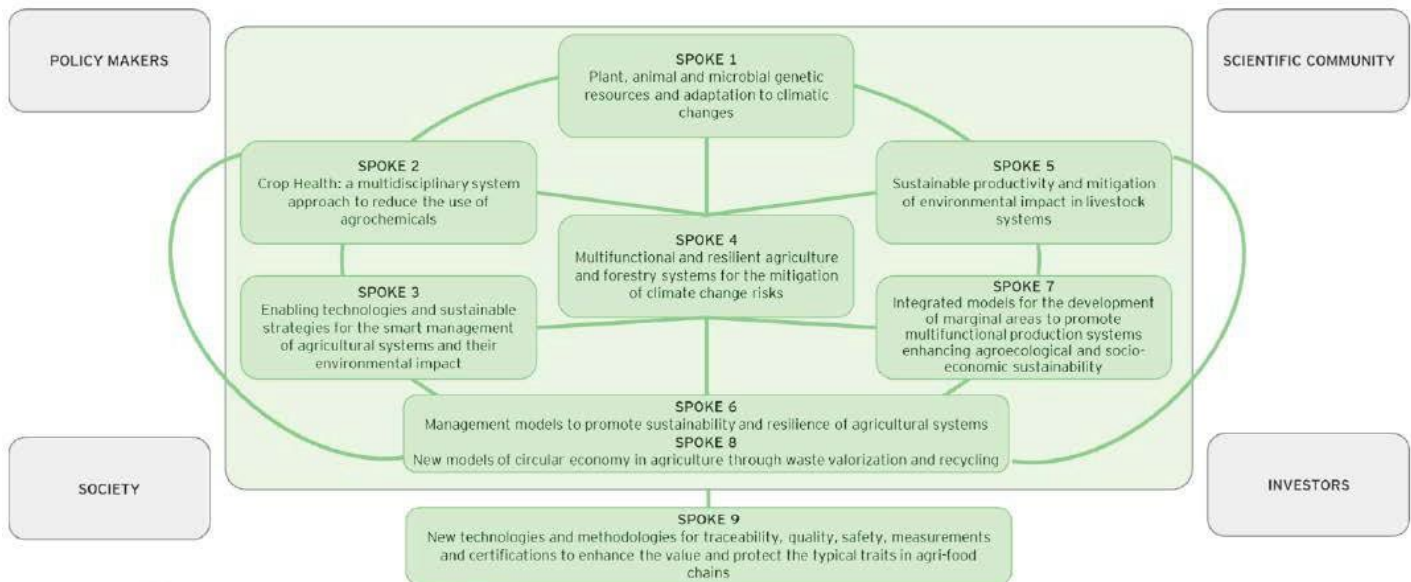 POLICY MAKERS
SCIENTIFIC COMMUNITY
SPOKE 1
Plant, animal and microbial genetic
resources and adaptation to climatic
changes
SPOKE 2
Crop Health: a multidisciplinary system
approach to reduce the use of
agrochemicals
SPOKE 5
Sustainable productivity and mitigation
of environmental impact in livestock
systems
SPOKE 4
Multifunctional and resilient agriculture
and forestry systems for the mitigation
of climate change risks
SPOKE 3
Enabling technologies and sustainable
strategies for the smart management
of agricultural systems and their
environmental impact
SPOKE 7
Integrated models for the development
of marginal areas to promote
multifunctional production systems
enhancing agroecological and socio-
economic sustainability
SPOKE 6
Management models to promote sustainability and resilience of agricultural systems
SPOKE 8
New models of circular economy in agriculture through waste valorization and recycling
SOCIETY
INVESTORS
SPOKE 9
New technologies and methodologies for traceability, quality, safety, measurements
and certifications to enhance the value and protect the typical traits in agri-food
chains